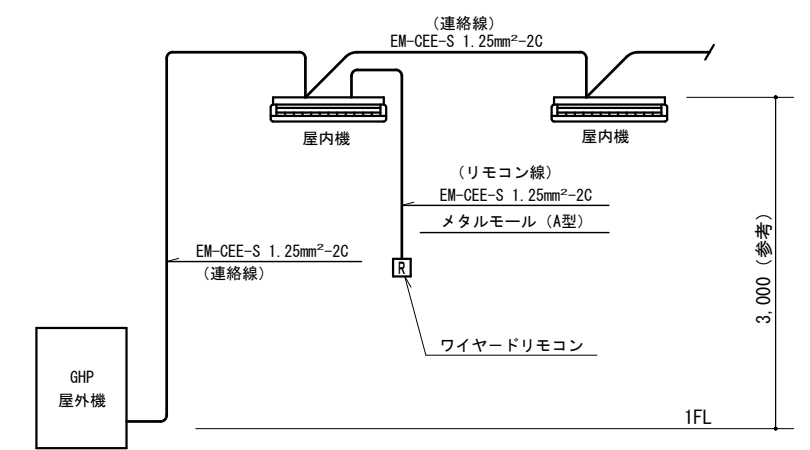 （連絡線）
EM-CEE-S 1.25mm²-2C
屋内機
屋内機
（リモコン線）
EM-CEE-S 1.25mm²-2C
メタルモール（A型）
EM-CEE-S 1.25mm²-2C
（連絡線）
R
3,000（参考）
ワイヤードリモコン
GHP
屋外機
1FL